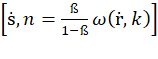 [ṡ,n = ß/(1−ß) ω(ṙ,k)]